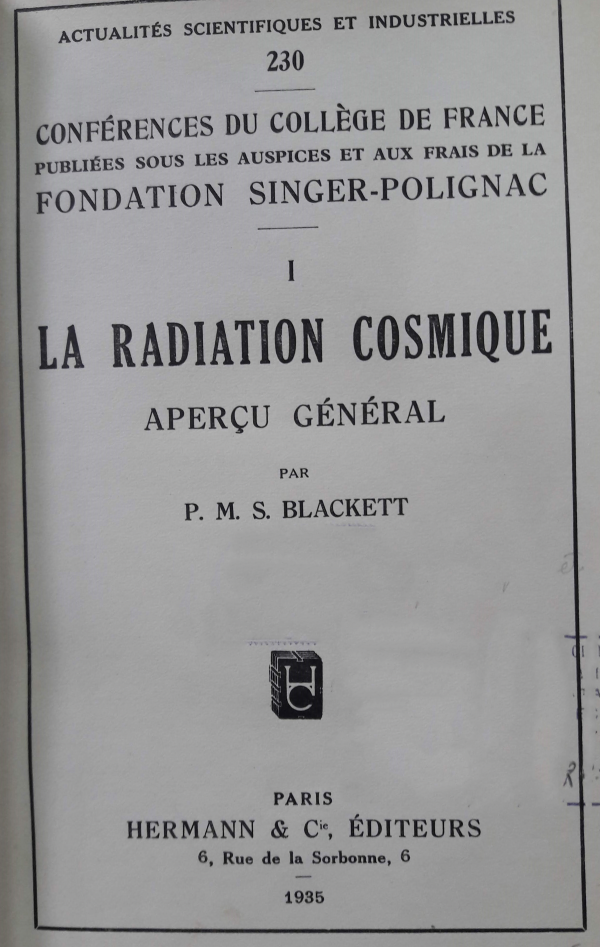 ACTUALITÉS SCIENTIFIQUES ET INDUSTRIELLES
230
CONFÉRENCES DU COLLÈGE DE FRANCE
PUBLIÉES SOUS LES AUSPICES ET AUX FRAIS DE LA
FONDATION SINGER-POLIGNAC
I
LA RADIATION COSMIQUE
APERÇU GÉNÉRAL
PAR
P. M. S. BLACKETT
HC
PARIS
HERMANN & Cie, ÉDITEURS
6, Rue de la Sorbonne, 6
1935